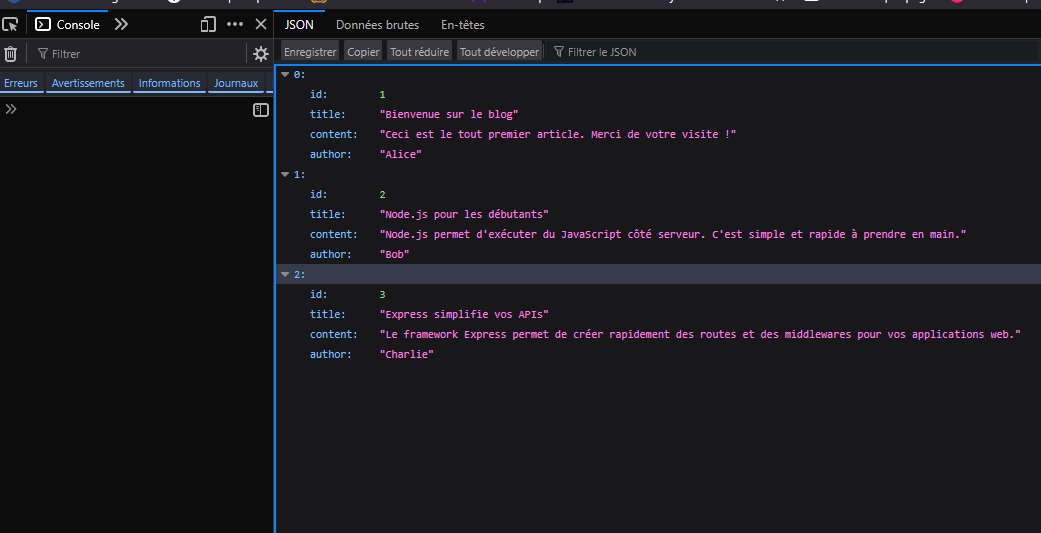 Console
Filtrer
Erreurs Avertissements Informations Journaux
JSON Données brutes En-têtes
Enregistrer Copier Tout réduire Tout développer Filtrer le JSON
0:
id: 1
title: "Bienvenue sur le blog"
content: "Ceci est le tout premier article. Merci de votre visite !"
author: "Alice"
1:
id: 2
title: "Node.js pour les débutants"
content: "Node.js permet d'exécuter du JavaScript côté serveur. C'est simple et rapide à prendre en main."
author: "Bob"
2:
id: 3
title: "Express simplifie vos APIs"
content: "Le framework Express permet de créer rapidement des routes et des middlewares pour vos applications web."
author: "Charlie"